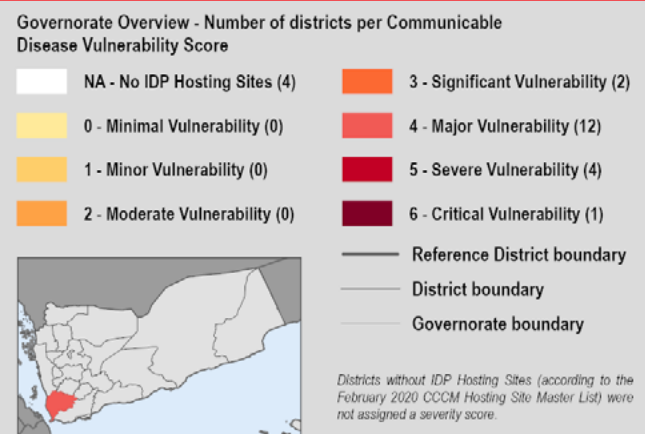 Governorate Overview - Number of districts per Communicable
Disease Vulnerability Score
NA - No IDP Hosting Sites (4)
0 - Minimal Vulnerability (0)
1 - Minor Vulnerability (0)
2 - Moderate Vulnerability (0)
3 - Significant Vulnerability (2)
4 - Major Vulnerability (12)
5 - Severe Vulnerability (4)
6 - Critical Vulnerability (1)
Reference District boundary
District boundary
Governorate boundary
Districts without IDP Hosting Sites (according to the
February 2020 CCCM Hosting Site Master List) were
not assigned a severity score.